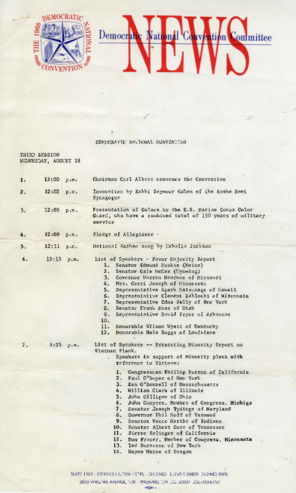 THE 1968 DEMOCRATIC NATIONAL CONVENTION
NEWS
Democratic National Convention Committee
DEMOCRATIC NATIONAL CONVENTION
THIRD SESSION
WEDNESDAY, AUGUST 28
1. 12:00 p.m. Chairman Carl Albert convenes the Convention
2. 12:02 p.m. Invocation by Rabbi Seymour Cohen of the Anshe Emet
Synagogue
3. 12:05 p.m. Presentation of Colors by the U.S. Marine Corps Color
Guard, who have a combined total of 150 years of military
service
4. 12:09 p.m. Pledge of Allegiance -
5. 12:11 p.m. National Anthem sung by Mahalia Jackson
6. 12:15 p.m. List of Speakers - Favor Majority Report
1. Senator Edmund Muskie (Maine)
2. Senator Gale McGee (Wyoming)
3. Governor Warren Hearnes of Missouri
4. Mrs. Geri Joseph of Minnesota
5. Representative Spark Matsunaga of Hawaii
6. Representative Clement Zablocki of Wisconsin
7. Representative Edna Kelly of New York
8. Senator Frank Moss of Utah
9. Representative David Pryor of Arkansas
10.
11. Honorable Wilson Wyatt of Kentucky
12. Honorable Hale Boggs of Louisiana
7. 1:25 p.m. List of Speakers -- Presenting Minority Report on
Vietnam Plank.
Speakers in support of Minority plank with
reference to Vietnam:
1. Congressman Phillip Burton of California
2. Paul O'Dwyer of New York
3. Ken O'Donnell of Massachusetts
4. William Clark of Illinois
5. John Gilligan of Ohio
6. John Conyers, Member of Congress, Michigan
7. Senator Joseph Tydings of Maryland
8. Governor Phil Hoff of Vermont
9. Senator Vance Hartke of Indiana
10. Senator Albert Gore of Tennessee
11. Pierre Salinger of California
12. Don Fraser, Member of Congress, Minnesota
13. Ted Sorensen of New York
14. Wayne Morse of Oregon